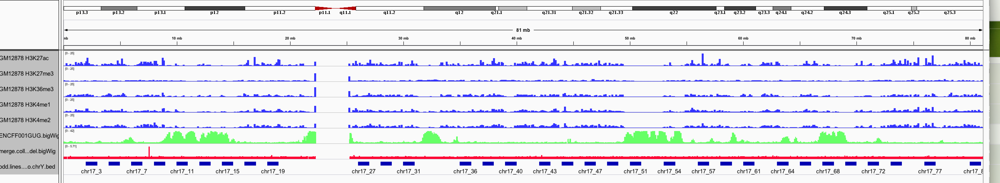 p13.3 p13.2 p13.1 p12 p11.2 p11.1 q11.1 q11.2 q12 q21.1 q21.31 q21.32 q21.33 q22 q23.1 q23.2 q23.3 q24.1 q24.2 q24.3 q25.1 q25.2 q25.3
81 mb
nb 10 mb 20 mb 30 mb 40 mb 50 mb 60 mb 70 mb 80 mb
[0 - 25]
GM12878 H3K27ac
[0 - 25]
GM12878 H3K27me3
[0 - 25]
GM12878 H3K36me3
[0 - 25]
GM12878 H3K4me1
[0 - 25]
GM12878 H3K4me2
[0 - 42]
ENCFF001GUG.bigWig
[0 - 5.71]
merge.coll...del.bigWig
odd.lines....o.chrY.bed
chr17_3 chr17_7 chr17_11 chr17_15 chr17_19 chr17_27 chr17_31 chr17_36 chr17_40 chr17_43 chr17_47 chr17_51 chr17_54 chr17_57 chr17_61 chr17_64 chr17_68 chr17_72 chr17_77 chr17_8